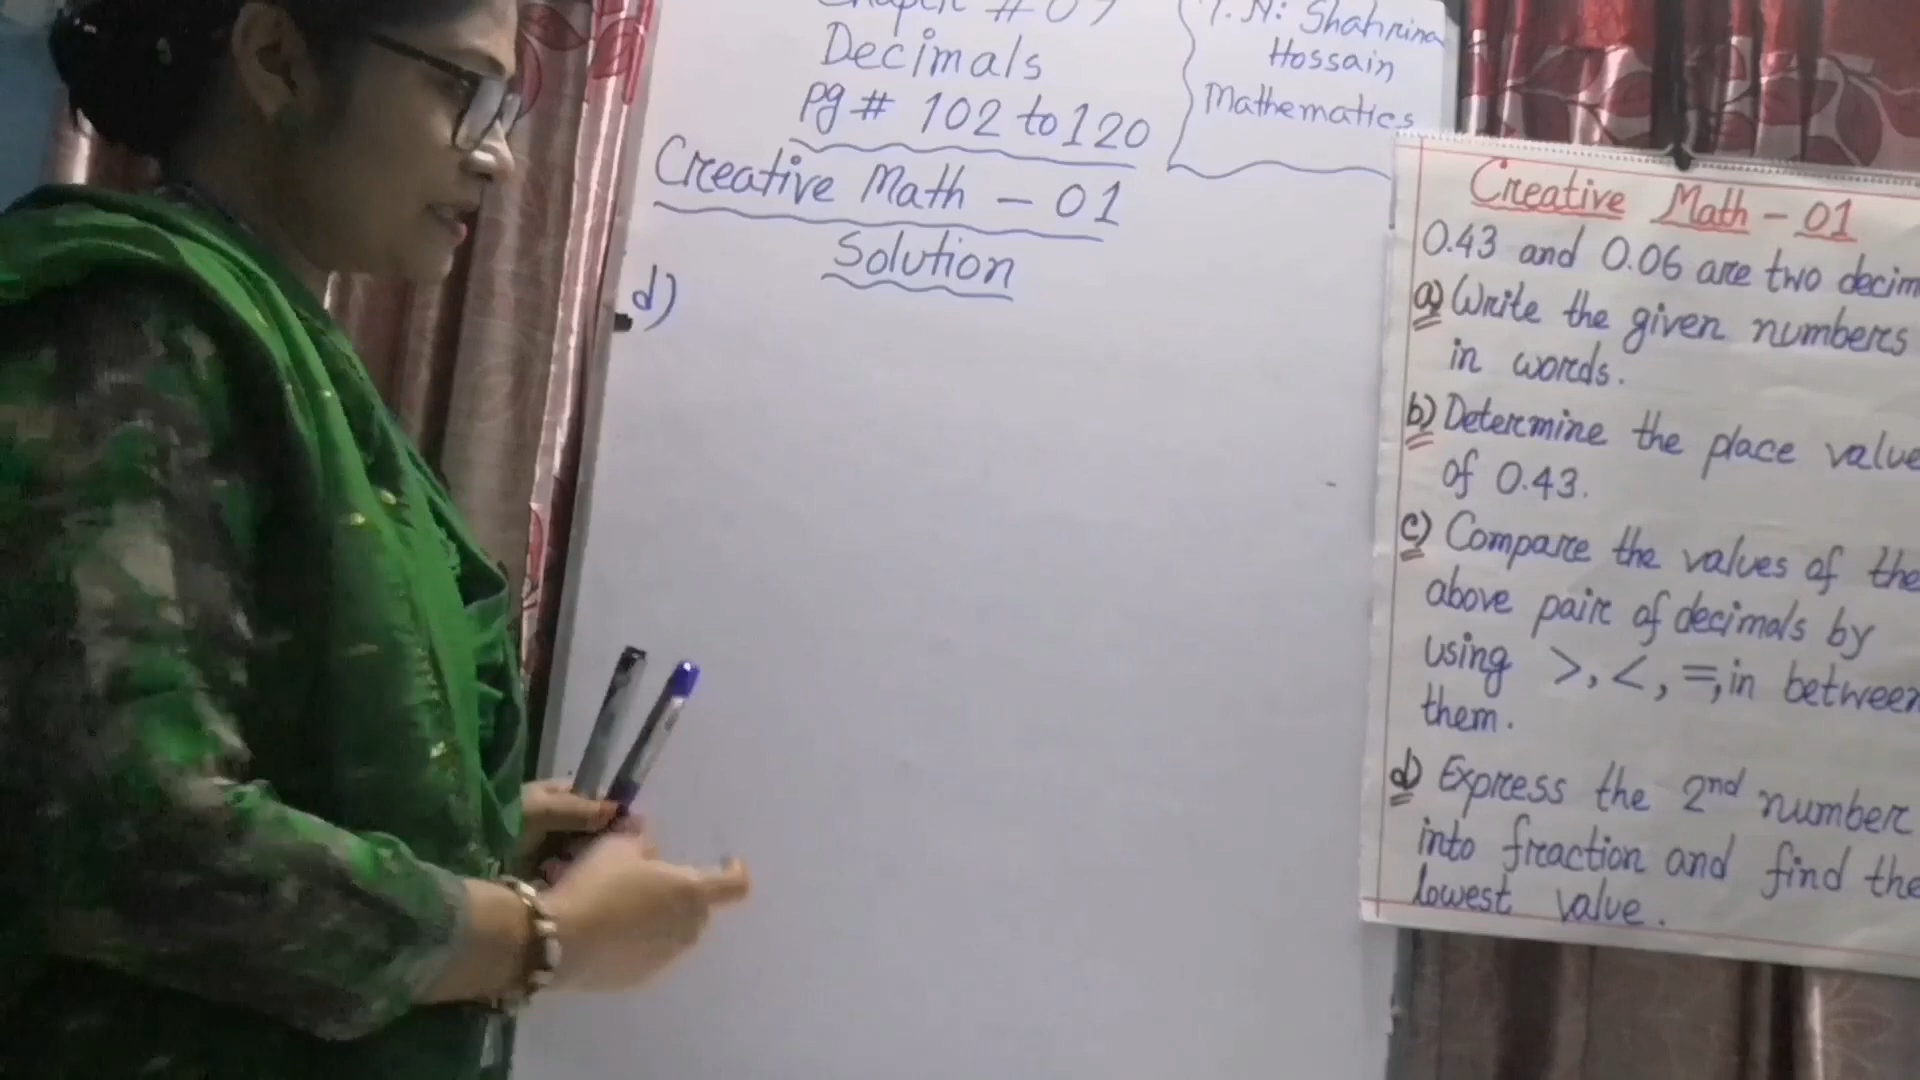 Decimals
pg # 102 to 120
Creative Math - 01
Solution
d)
T.N: Shahrina
Hossain
Mathematics
Creative Math - 01
0.43 and 0.06 are two decim
a) Write the given numbers
in words.
b) Determine the place value
of 0.43.
c) Compare the values of the
above pair of decimals by
using >, <, =, in between
them.
d) Express the 2nd number
into fraction and find the
lowest value.